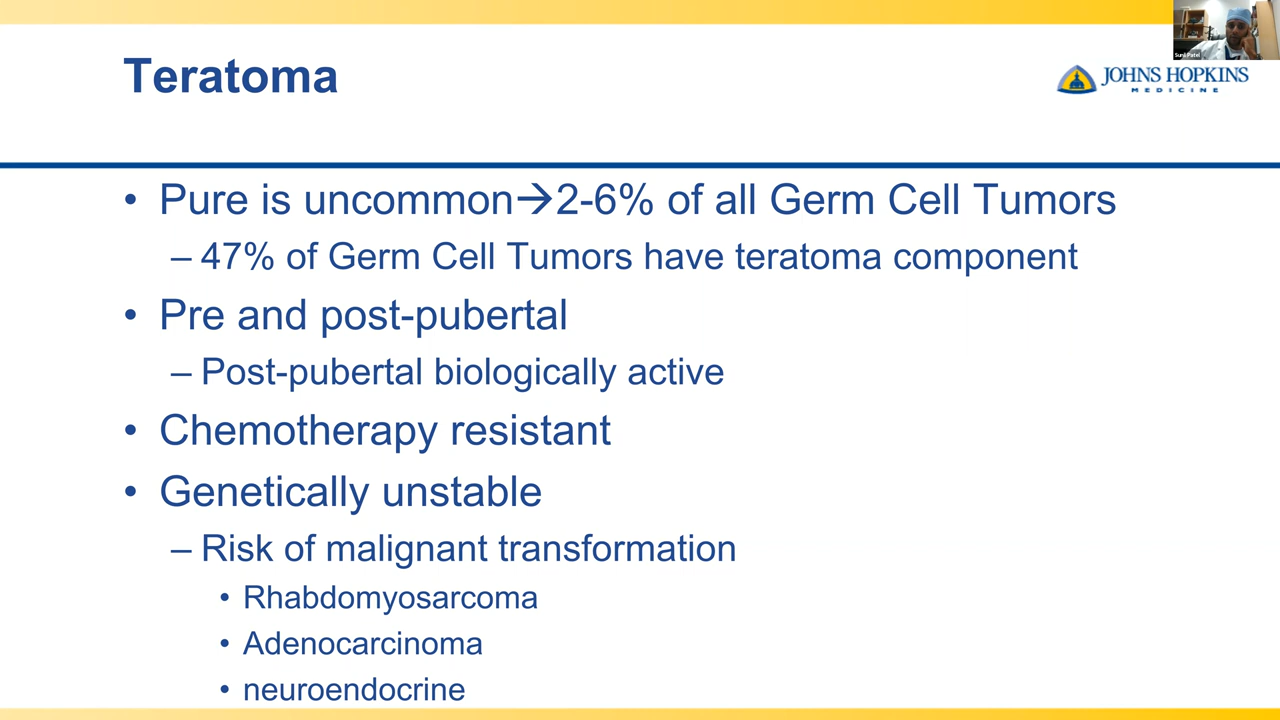 Sunil Patel
Teratoma
JOHNS HOPKINS
MEDICINE
• Pure is uncommon→2-6% of all Germ Cell Tumors
– 47% of Germ Cell Tumors have teratoma component
• Pre and post-pubertal
– Post-pubertal biologically active
• Chemotherapy resistant
• Genetically unstable
– Risk of malignant transformation
• Rhabdomyosarcoma
• Adenocarcinoma
• neuroendocrine